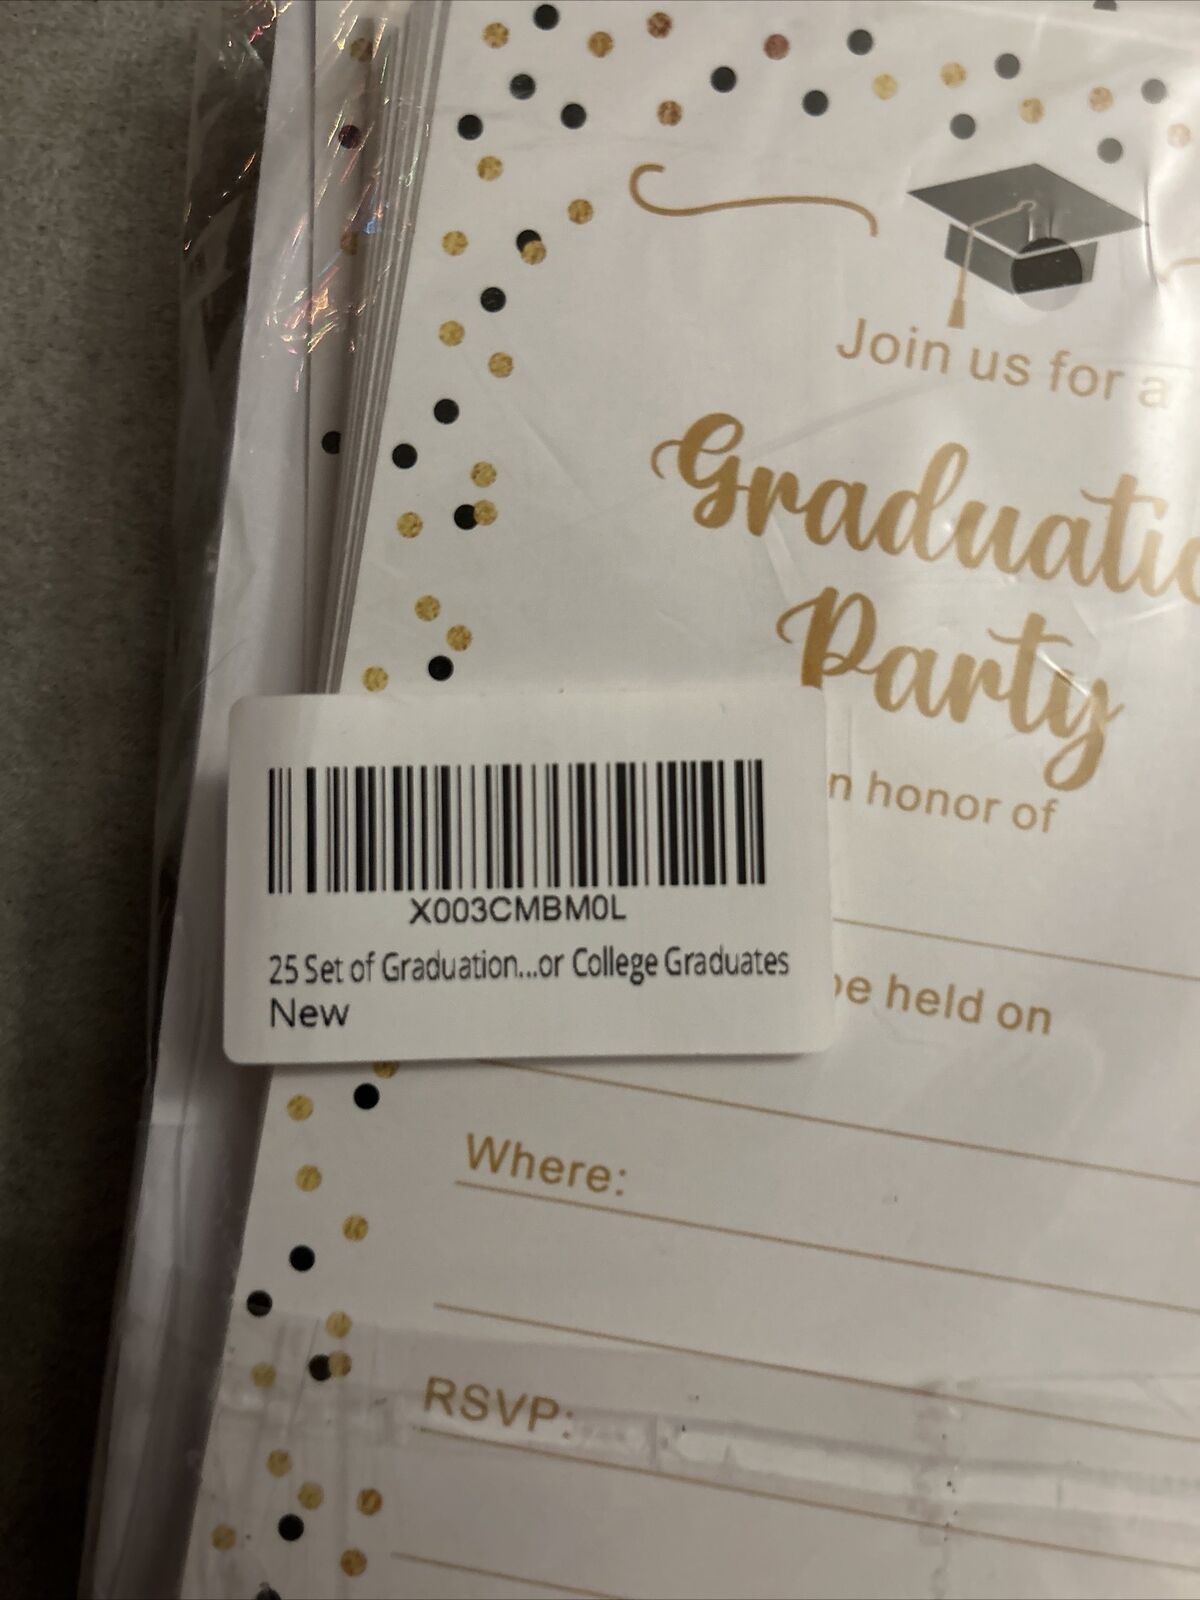 Join us for a
Graduatio
Party
n honor of
X003CMBM0L
25 Set of Graduation...or College Graduates
New
be held on
Where:
RSVP: